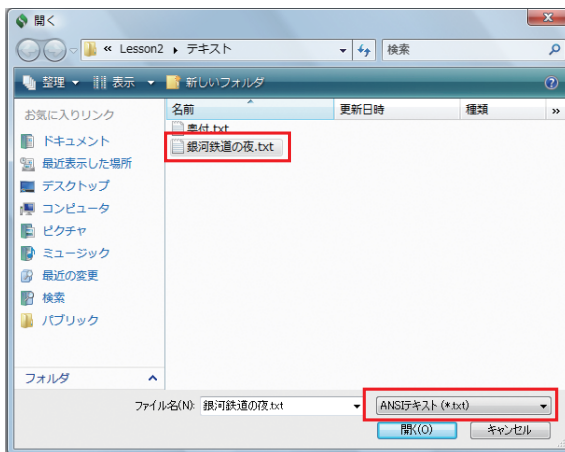 開く
« Lesson2 ▸ テキスト
検索
整理 表示 新しいフォルダ
お気に入りリンク
ドキュメント
最近表示した場所
デスクトップ
コンピュータ
ピクチャ
ミュージック
最近の変更
検索
パブリック
フォルダ
名前 更新日時 種類 »
奥付.txt
銀河鉄道の夜.txt
ファイル名(N): 銀河鉄道の夜.txt ANSIテキスト (*.txt)
開く(O) キャンセル